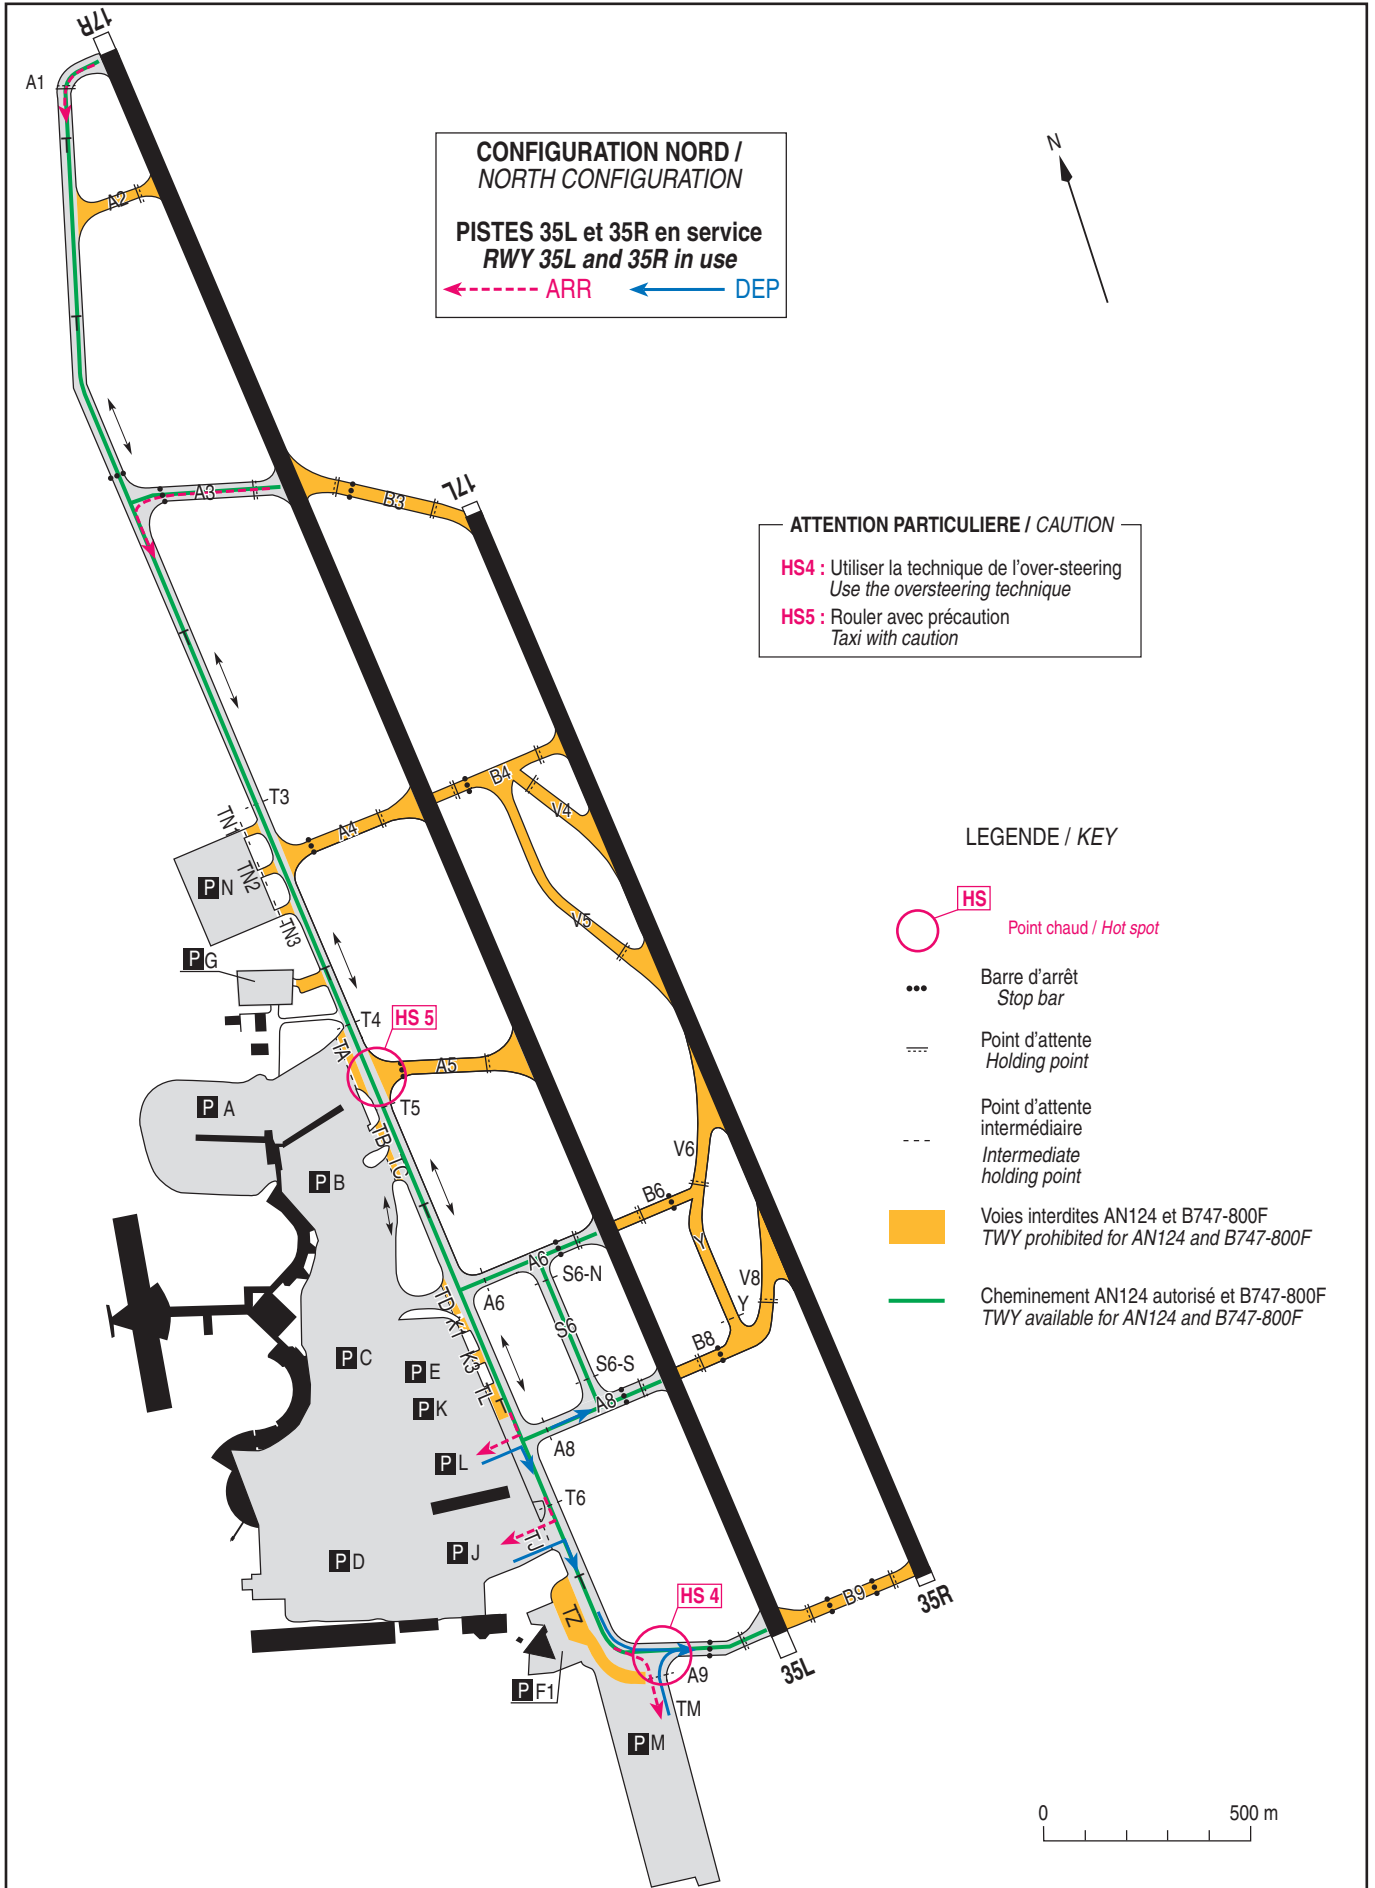 17R
A1
T
A2
CONFIGURATION NORD /
NORTH CONFIGURATION
PISTES 35L et 35R en service
RWY 35L and 35R in use
ARR
DEP
N
T
A3
B3
17L
ATTENTION PARTICULIERE / CAUTION
HS4 : Utiliser la technique de l'over-steering
Use the oversteering technique
HS5 : Rouler avec précaution
Taxi with caution
T
T3
TN1
A4
B4
V4
LEGENDE / KEY
P N
TN2
TN3
V5
HS
Point chaud / Hot spot
P G
T
Barre d'arrêt
Stop bar
T4
HS 5
TA
A5
Point d'attente
Holding point
P A
T5
TB
TC
Point d'attente
intermédiaire
Intermediate
holding point
V6
P B
T
B6
Voies interdites AN124 et B747-800F
TWY prohibited for AN124 and B747-800F
Y
A6
S6-N
V8
Y
TD
A6
Cheminement AN124 autorisé et B747-800F
TWY available for AN124 and B747-800F
K1
S6
B8
P C
P E
K3
S6-S
TL
P K
T
A8
A8
P L
T6
TJ
P J
P D
T
TZ
HS 4
B9
35R
A9
35L
P F1
TM
P M
0
500 m